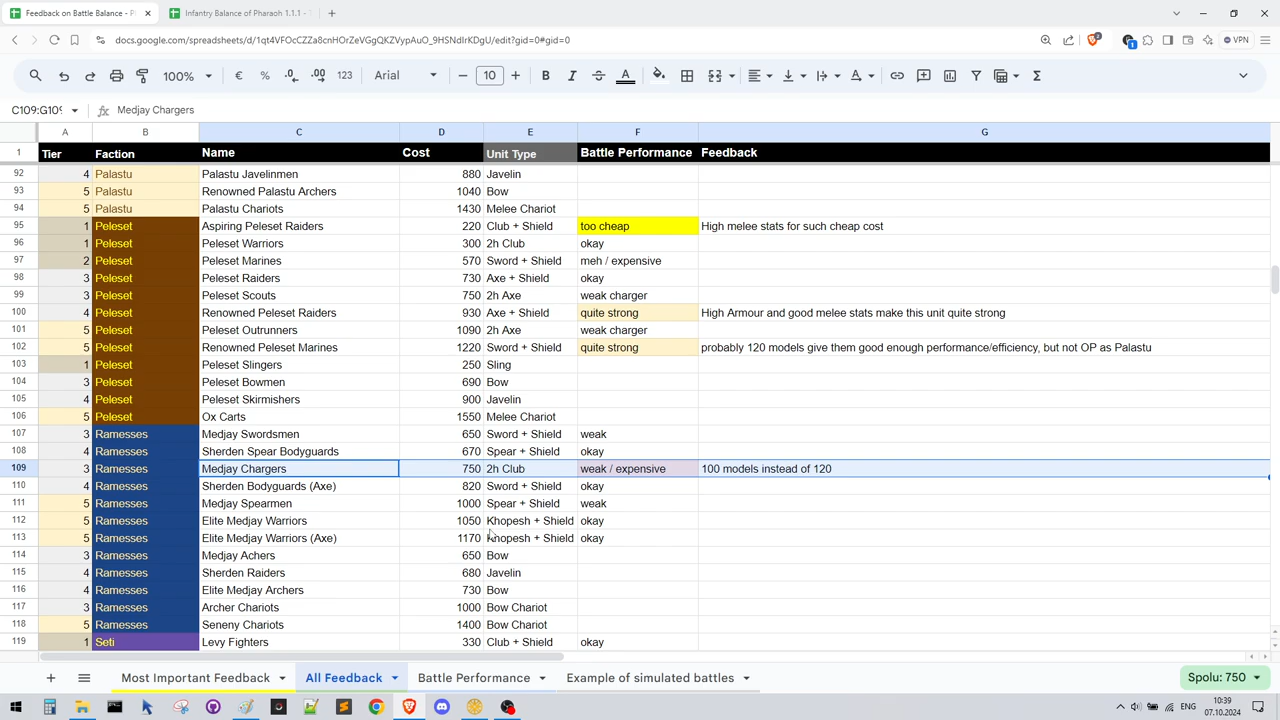 Feedback on Battle Balance - P
Infantry Balance of Pharaoh 1.1.1 -
docs.google.com/spreadsheets/d/1qt4VFOcCZZa8cnHOrZeVGgQKZVypAuO_9HSNdIrKDgU/edit?gid=0#gid=0
VPN
100% € % .0 .00 123 Arial 10 B I A Σ
C109:G109 fx Medjay Chargers
A B C D E F G
1 Tier Faction Name Cost Unit Type Battle Performance Feedback
92 4 Palastu Palastu Javelinmen 880 Javelin
93 5 Palastu Renowned Palastu Archers 1040 Bow
94 5 Palastu Palastu Chariots 1430 Melee Chariot
95 1 Peleset Aspiring Peleset Raiders 220 Club + Shield too cheap High melee stats for such cheap cost
96 1 Peleset Peleset Warriors 300 2h Club okay
97 2 Peleset Peleset Marines 570 Sword + Shield meh / expensive
98 3 Peleset Peleset Raiders 730 Axe + Shield okay
99 3 Peleset Peleset Scouts 750 2h Axe weak charger
100 4 Peleset Renowned Peleset Raiders 930 Axe + Shield quite strong High Armour and good melee stats make this unit quite strong
101 5 Peleset Peleset Outrunners 1090 2h Axe weak charger
102 5 Peleset Renowned Peleset Marines 1220 Sword + Shield quite strong probably 120 models give hem good enough performance/efficiency, but not OP as Palastu
103 1 Peleset Peleset Slingers 250 Sling
104 3 Peleset Peleset Bowmen 690 Bow
105 4 Peleset Peleset Skirmishers 900 Javelin
106 5 Peleset Ox Carts 1550 Melee Chariot
107 3 Ramesses Medjay Swordsmen 650 Sword + Shield weak
108 4 Ramesses Sherden Spear Bodyguards 670 Spear + Shield okay
109 3 Ramesses Medjay Chargers 750 2h Club weak / expensive 100 models instead of 120
110 4 Ramesses Sherden Bodyguards (Axe) 820 Sword + Shield okay
111 5 Ramesses Medjay Spearmen 1000 Spear + Shield weak
112 5 Ramesses Elite Medjay Warriors 1050 Khopesh + Shield okay
113 5 Ramesses Elite Medjay Warriors (Axe) 1170 Khopesh + Shield okay
114 3 Ramesses Medjay Achers 650 Bow
115 4 Ramesses Sherden Raiders 680 Javelin
116 4 Ramesses Elite Medjay Archers 730 Bow
117 3 Ramesses Archer Chariots 1000 Bow Chariot
118 5 Ramesses Seneny Chariots 1400 Bow Chariot
119 1 Seti Levy Fighters 330 Club + Shield okay
Most Important Feedback All Feedback Battle Performance Example of simulated battles Spolu: 750
ENG 10:39
07.10.2024